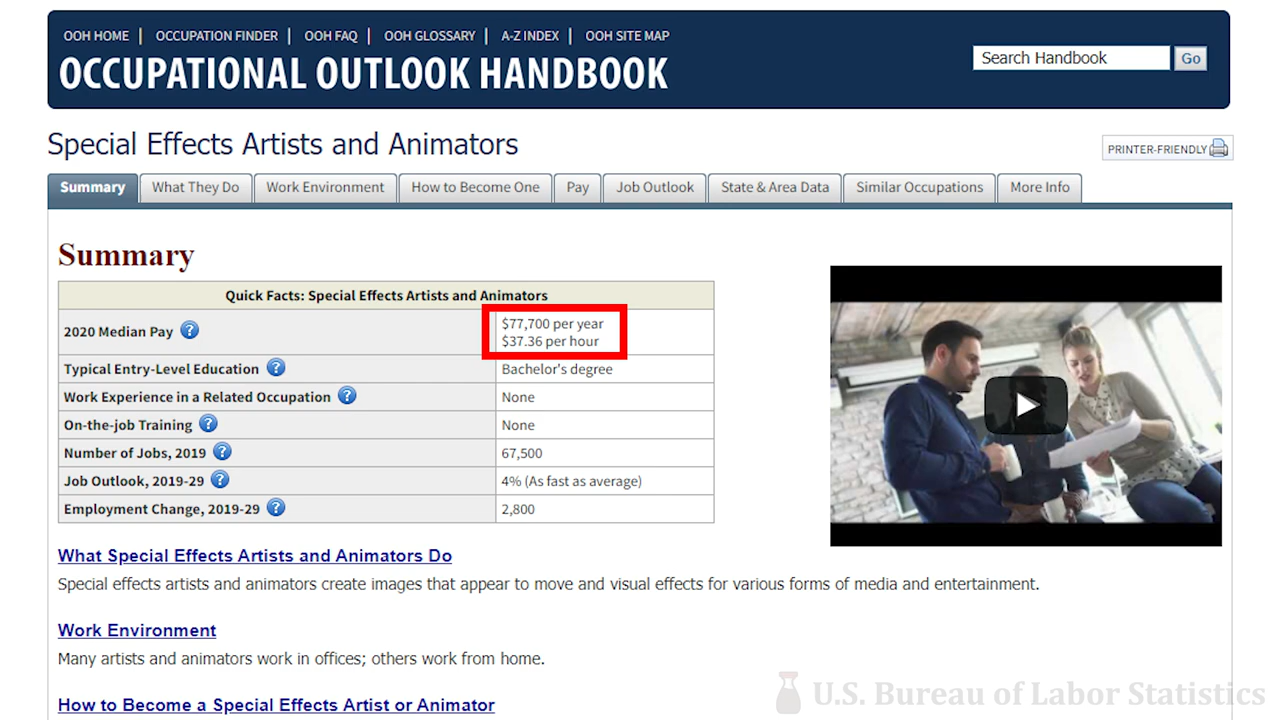 OOH HOME | OCCUPATION FINDER | OOH FAQ | OOH GLOSSARY | A-Z INDEX | OOH SITE MAP
OCCUPATIONAL OUTLOOK HANDBOOK
Search Handbook Go
Special Effects Artists and Animators
PRINTER-FRIENDLY
Summary What They Do Work Environment How to Become One Pay Job Outlook State & Area Data Similar Occupations More Info
Summary
Quick Facts: Special Effects Artists and Animators
2020 Median Pay ? $77,700 per year
$37.36 per hour
Typical Entry-Level Education ? Bachelor's degree
Work Experience in a Related Occupation ? None
On-the-job Training ? None
Number of Jobs, 2019 ? 67,500
Job Outlook, 2019-29 ? 4% (As fast as average)
Employment Change, 2019-29 ? 2,800
What Special Effects Artists and Animators Do
Special effects artists and animators create images that appear to move and visual effects for various forms of media and entertainment.
Work Environment
Many artists and animators work in offices; others work from home.
How to Become a Special Effects Artist or Animator
U.S. Bureau of Labor Statistics